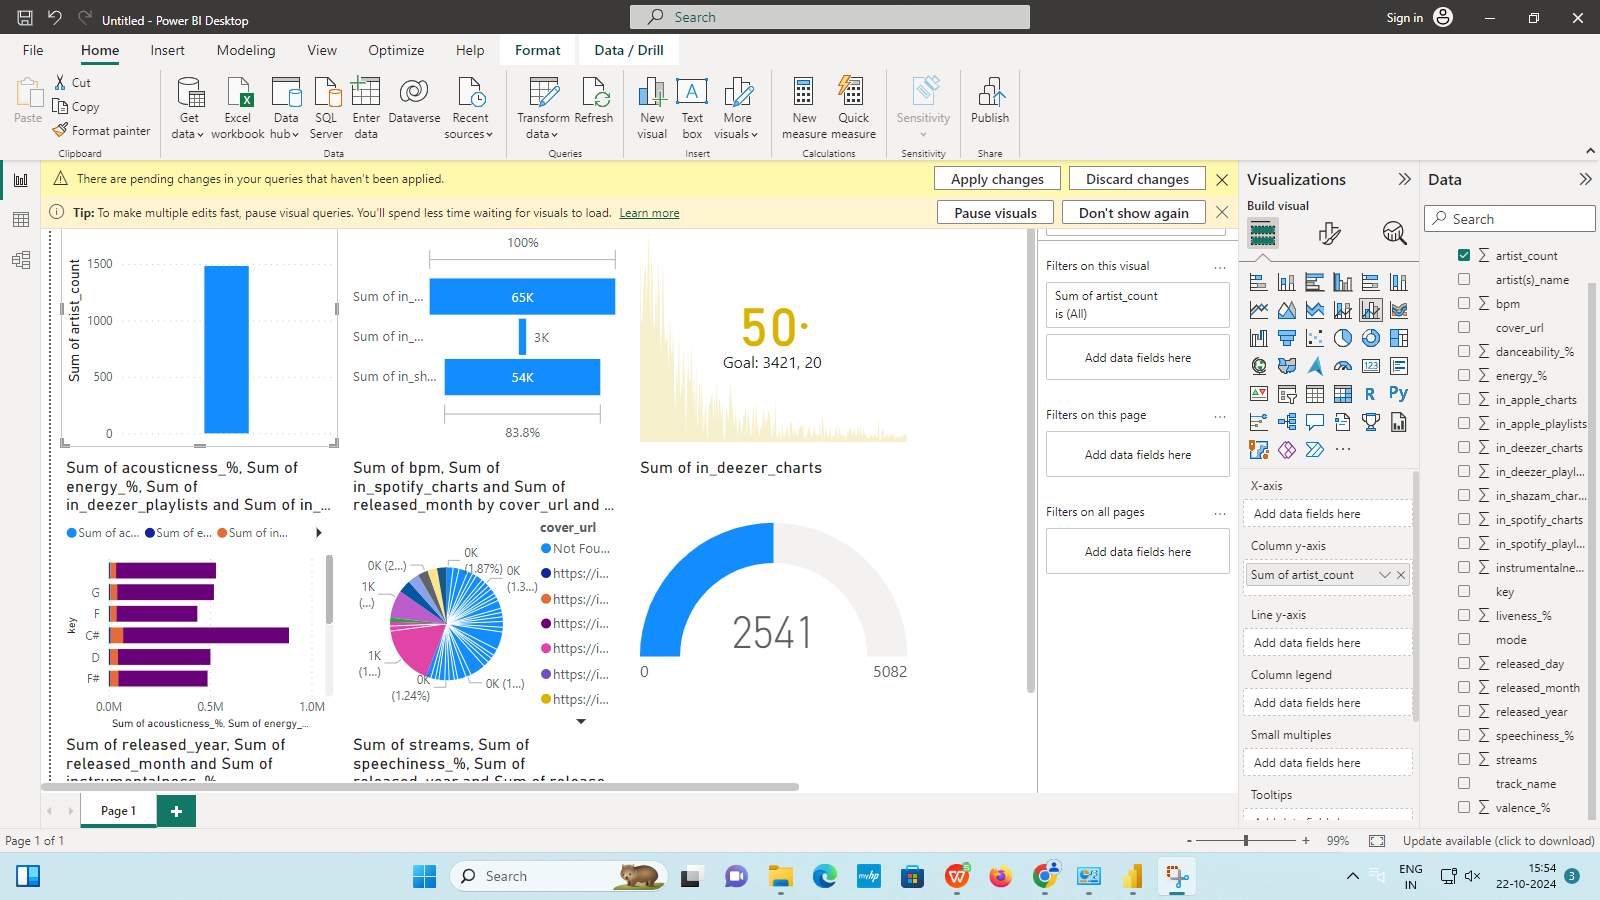 Untitled - Power BI Desktop
Search
Sign in
File
Home
Insert
Modeling
View
Optimize
Help
Format
Data / Drill
Paste
Cut
Copy
Format painter
Clipboard
Get
data
Excel
workbook
Data
hub
SQL
Server
Enter
data
Dataverse
Recent
sources
Data
Transform
data
Refresh
Queries
New
visual
Text
box
More
visuals
Insert
New
measure
Quick
measure
Calculations
Sensitivity
Sensitivity
Publish
Share
There are pending changes in your queries that haven't been applied.
Apply changes
Discard changes
Tip: To make multiple edits fast, pause visual queries. You'll spend less time waiting for visuals to load. Learn more
Pause visuals
Don't show again
Sum of artist_count
1500
1000
500
0
100%
Sum of in_...
65K
Sum of in_...
3K
Sum of in_sh...
54K
83.8%
50
Goal: 3421, 20
Sum of acousticness_%, Sum of
energy_%, Sum of
in_deezer_playlists and Sum of in_...
Sum of ac...
Sum of e...
Sum of in...
key
G
F
C#
D
F#
0.0M
0.5M
1.0M
Sum of acousticness_%, Sum of energy_...
Sum of bpm, Sum of
in_spotify_charts and Sum of
released_month by cover_url and ...
cover_url
Not Fou...
https://i...
https://i...
https://i...
https://i...
https://i...
https://i...
0K
(1.87%)
0K
(1.3...)
0K (2...)
1K
(...)
1K
(1...)
0K
(1.24%)
0K (1...)
Sum of in_deezer_charts
2541
0
5082
Sum of released_year, Sum of
released_month and Sum of
instrumentalness_%
Sum of streams, Sum of
speechiness_%, Sum of
released_year and Sum of release...
Filters on this visual
...
Sum of artist_count
is (All)
Add data fields here
Filters on this page
...
Add data fields here
Filters on all pages
...
Add data fields here
Visualizations
Build visual
R
Py
123
...
X-axis
Add data fields here
Column y-axis
Sum of artist_count
Line y-axis
Add data fields here
Column legend
Add data fields here
Small multiples
Add data fields here
Tooltips
Add data fields here
Data
Search
artist_count
artist(s)_name
bpm
cover_url
danceability_%
energy_%
in_apple_charts
in_apple_playlists
in_deezer_charts
in_deezer_playl...
in_shazam_char...
in_spotify_charts
in_spotify_playl...
instrumentalne...
key
liveness_%
mode
released_day
released_month
released_year
speechiness_%
streams
track_name
valence_%
Page 1
+
Page 1 of 1
- +
99%
Update available (click to download)
Search
myhp
ENG
IN
15:54
22-10-2024
3